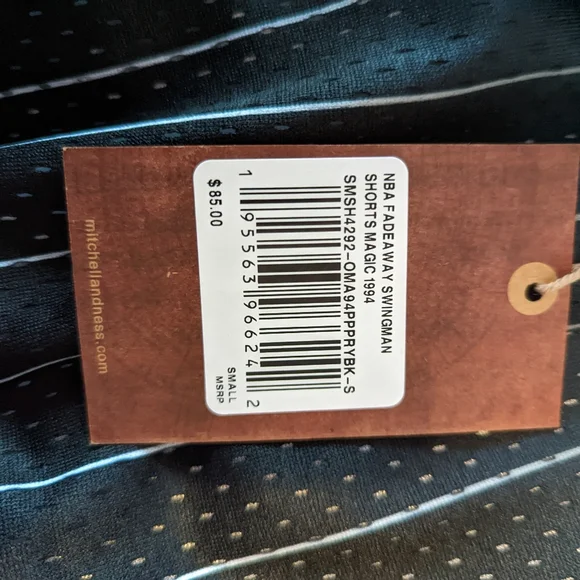 NBA FADEAWAY SWINGMAN
SHORTS MAGIC 1994
SMSH4292-OMA94PPPRYBK-S
1 95563 96624 2
SMALL
$ 85.00
MSRP
mitchellandness.com